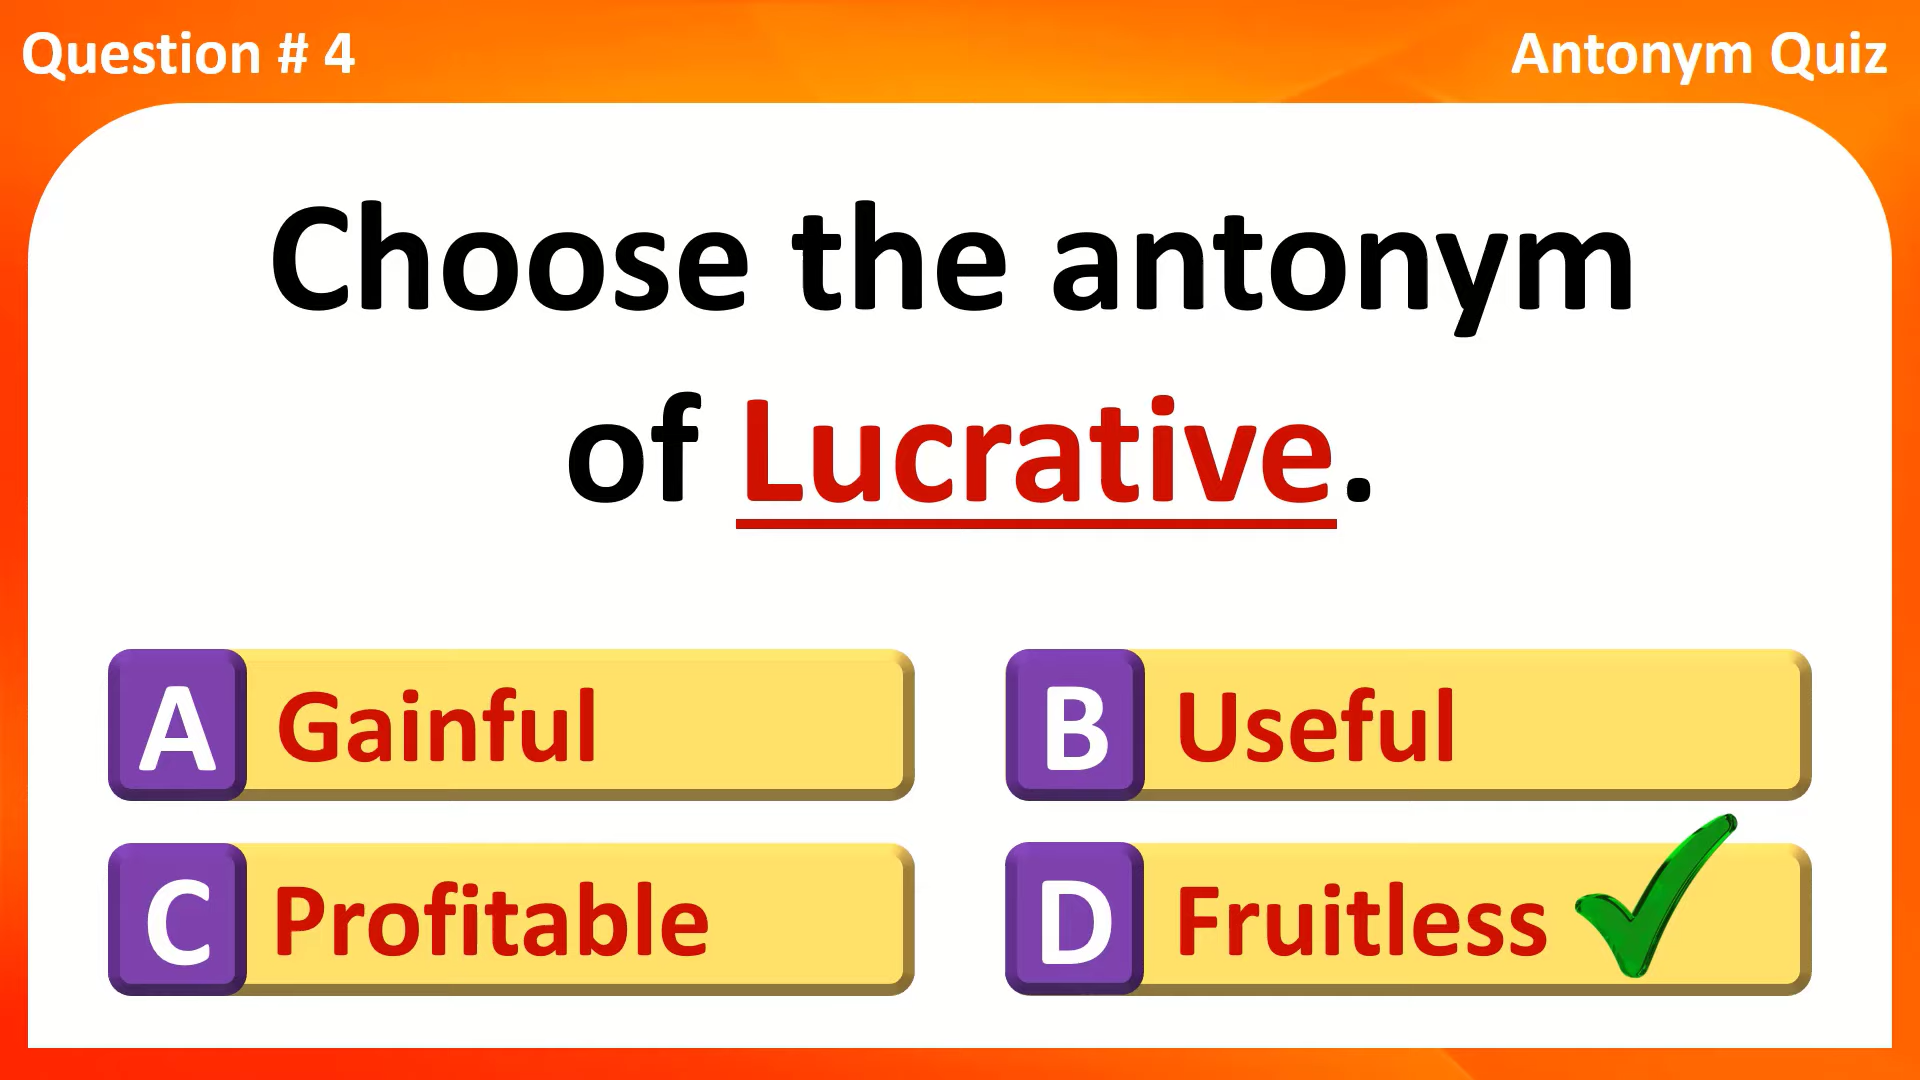 Question # 4
Antonym Quiz
Choose the antonym
of Lucrative.
A Gainful
B Useful
C Profitable
D Fruitless